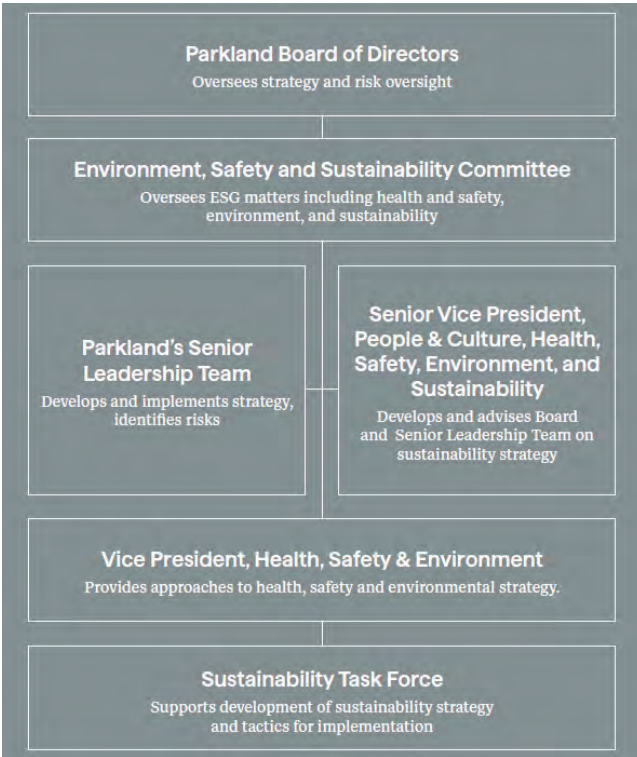 Parkland Board of Directors
Oversees strategy and risk oversight
Environment, Safety and Sustainability Committee
Oversees ESG matters including health and safety,
environment, and sustainability
Parkland's Senior
Leadership Team
Develops and implements strategy,
identifies risks
Senior Vice President,
People & Culture, Health,
Safety, Environment, and
Sustainability
Develops and advises Board
and Senior Leadership Team on
sustainability strategy
Vice President, Health, Safety & Environment
Provides approaches to health, safety and environmental strategy.
Sustainability Task Force
Supports development of sustainability strategy
and tactics for implementation